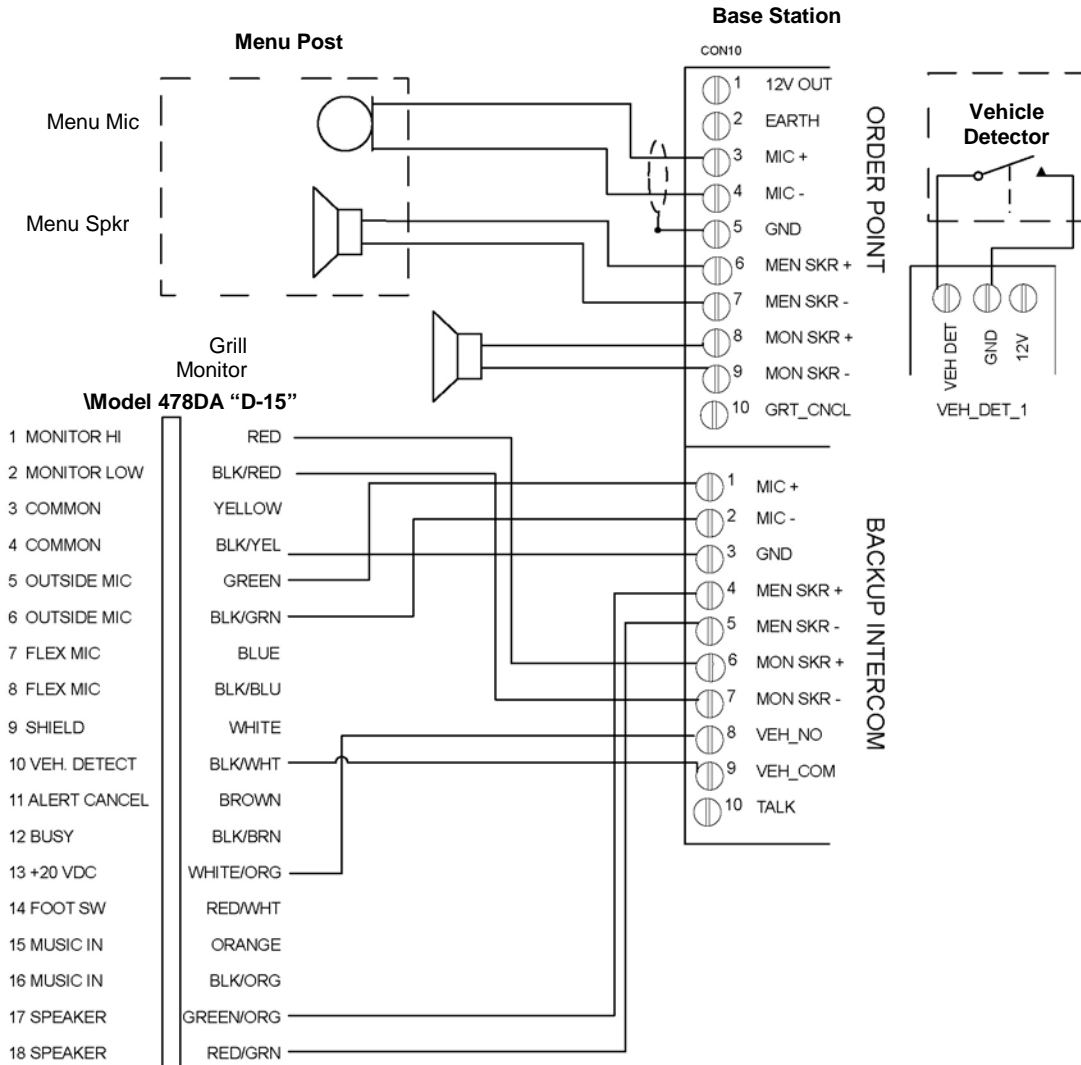 Base Station
Menu Post
CON10
Menu Mic
Menu Spkr
1 12V OUT
2 EARTH
3 MIC +
4 MIC -
5 GND
6 MEN SKR +
7 MEN SKR -
8 MON SKR +
9 MON SKR -
10 GRT_CNCL
ORDER POINT
Vehicle
Detector
VEH DET
GND
12V
VEH_DET_1
Grill
Monitor
\Model 478DA “D-15”
1 MONITOR HI RED
2 MONITOR LOW BLK/RED
3 COMMON YELLOW
4 COMMON BLK/YEL
5 OUTSIDE MIC GREEN
6 OUTSIDE MIC BLK/GRN
7 FLEX MIC BLUE
8 FLEX MIC BLK/BLU
9 SHIELD WHITE
10 VEH. DETECT BLK/WHT
11 ALERT CANCEL BROWN
12 BUSY BLK/BRN
13 +20 VDC WHITE/ORG
14 FOOT SW RED/WHT
15 MUSIC IN ORANGE
16 MUSIC IN BLK/ORG
17 SPEAKER GREEN/ORG
18 SPEAKER RED/GRN
1 MIC +
2 MIC -
3 GND
4 MEN SKR +
5 MEN SKR -
6 MON SKR +
7 MON SKR -
8 VEH_NO
9 VEH_COM
10 TALK
BACKUP INTERCOM